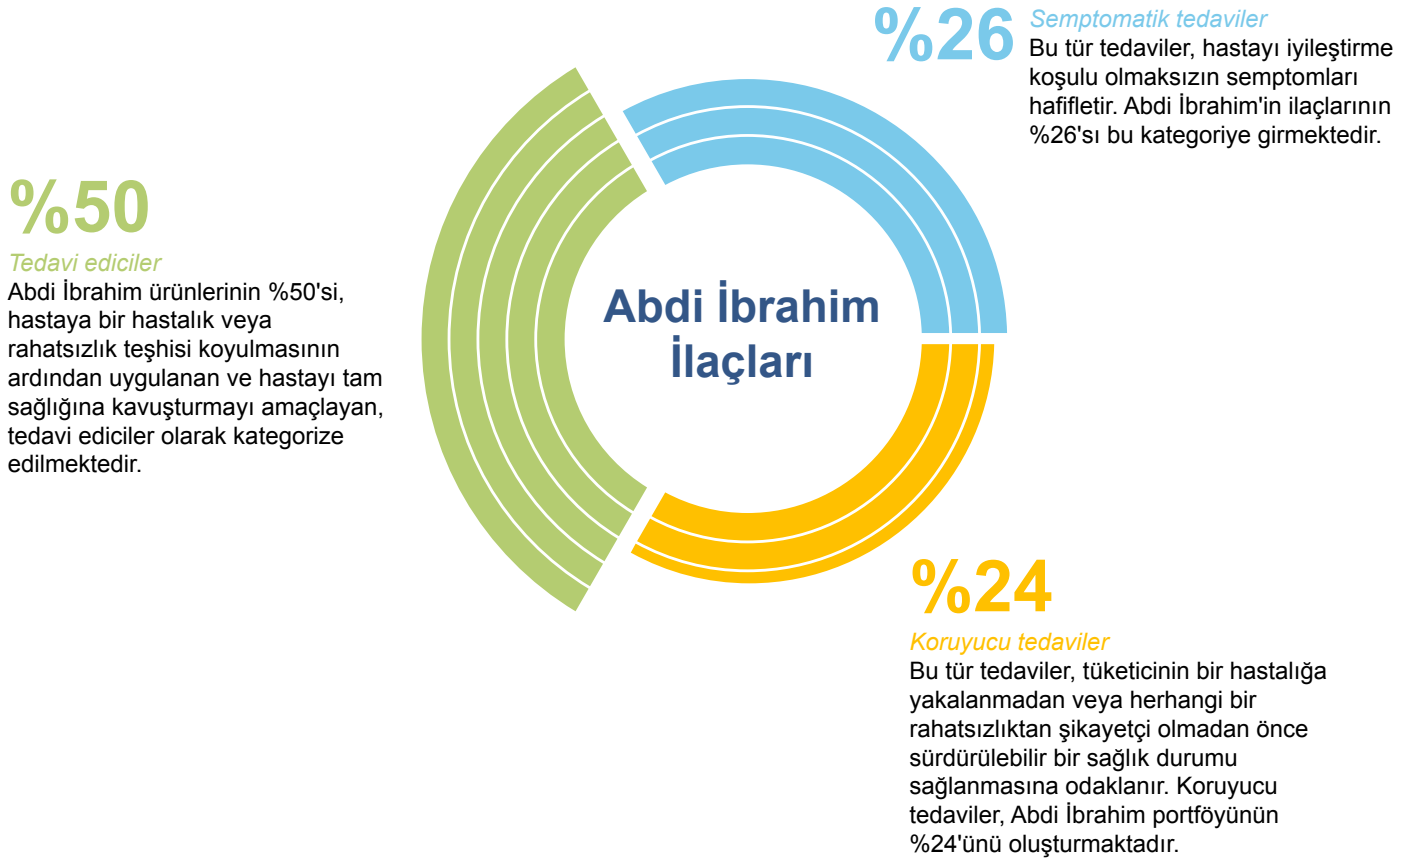 %26
Semptomatik tedaviler
Bu tür tedaviler, hastayı iyileştirme
koşulu olmaksızın semptomları
hafifletir. Abdi İbrahim'in ilaçlarının
%26'sı bu kategoriye girmektedir.
%50
Tedavi ediciler
Abdi İbrahim ürünlerinin %50'si,
hastaya bir hastalık veya
rahatsızlık teşhisi koyulmasının
ardından uygulanan ve hastayı tam
sağlığına kavuşturmayı amaçlayan,
tedavi ediciler olarak kategorize
edilmektedir.
Abdi İbrahim
İlaçları
%24
Koruyucu tedaviler
Bu tür tedaviler, tüketicinin bir hastalığa
yakalanmadan veya herhangi bir
rahatsızlıktan şikayetçi olmadan önce
sürdürülebilir bir sağlık durumu
sağlanmasına odaklanır. Koruyucu
tedaviler, Abdi İbrahim portföyünün
%24'ünü oluşturmaktadır.